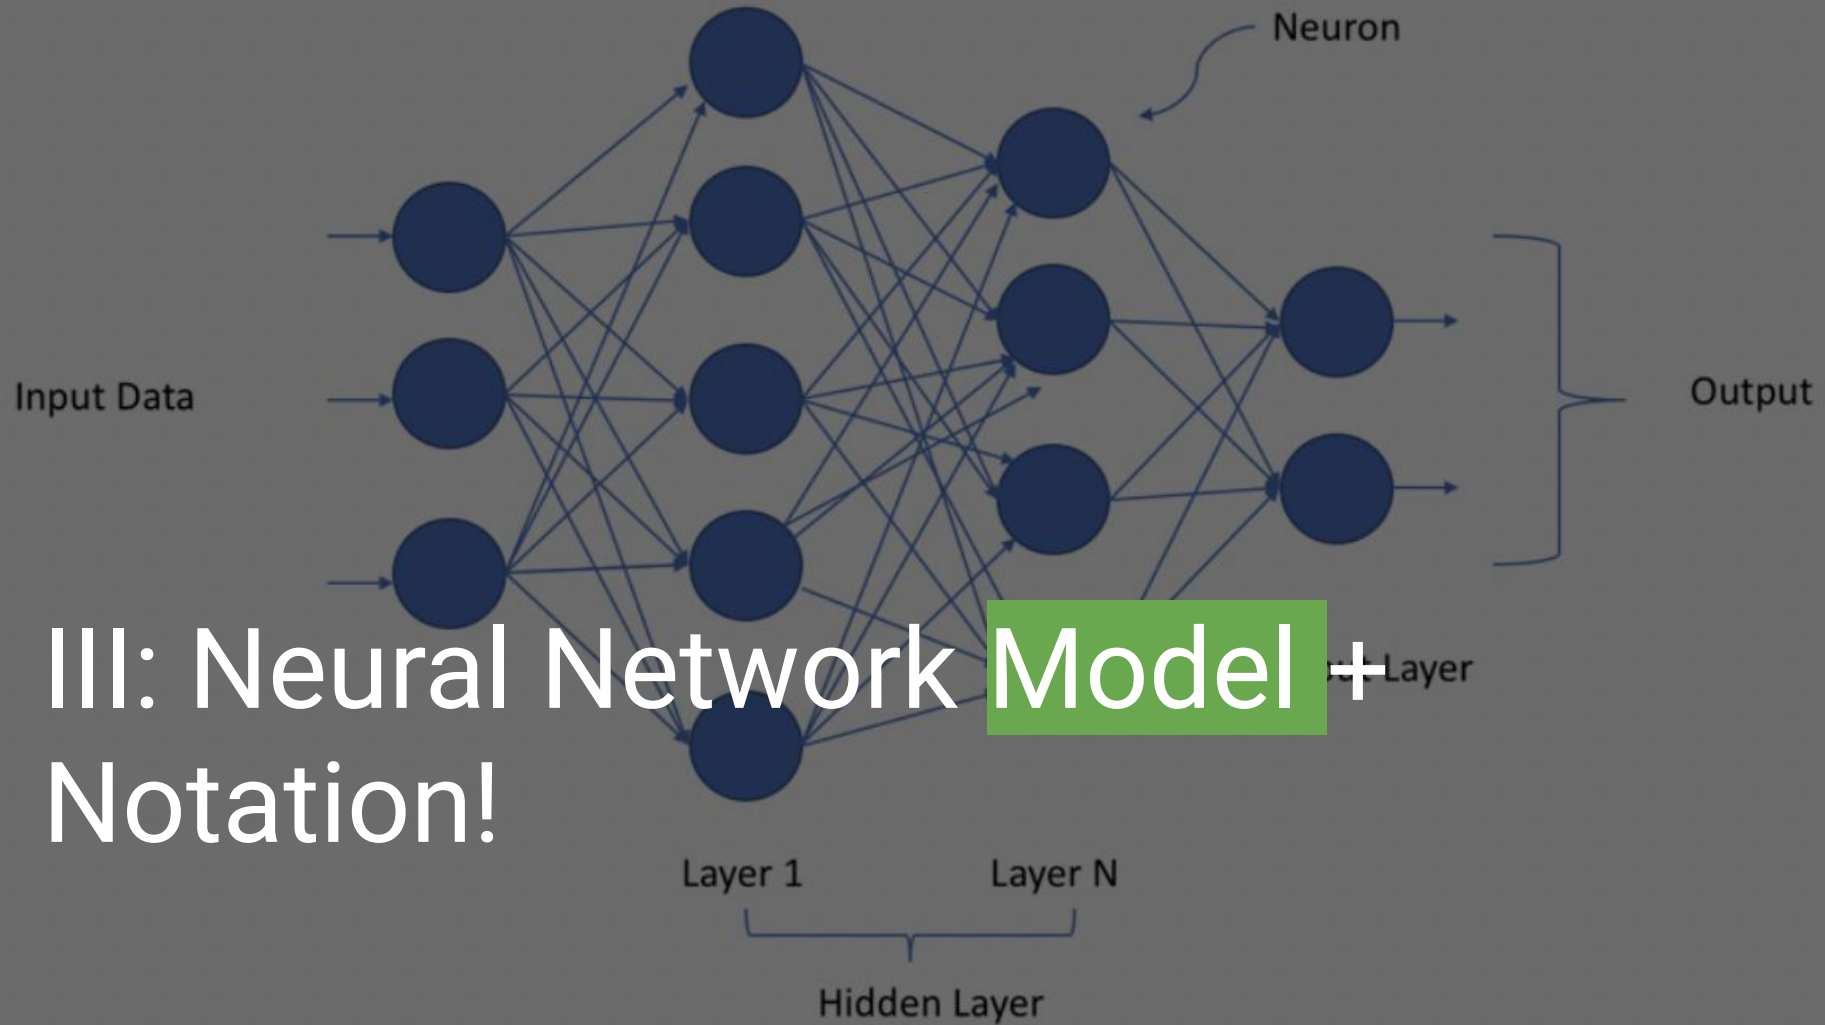 Neuron
Input Data
Output
III: Neural Network Model +
Layer
Notation!
Layer 1
Layer N
Hidden Layer